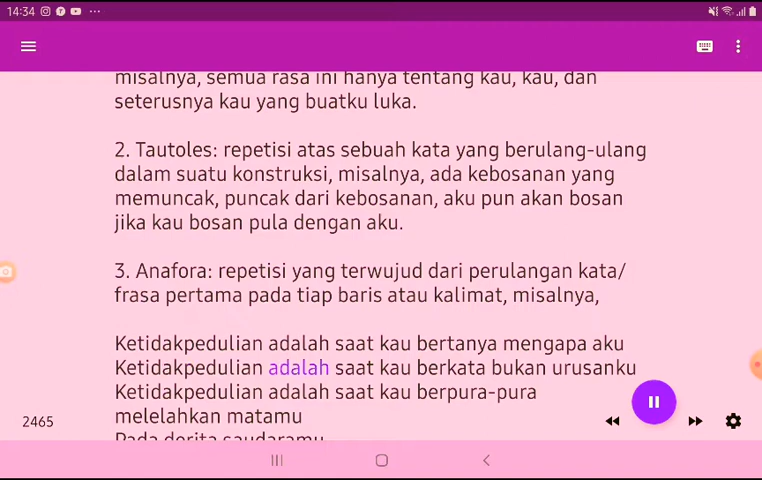 14:34
misalnya, semua rasa ini hanya tentang kau, kau, dan
seterusnya kau yang buatku luka.
2. Tautoles: repetisi atas sebuah kata yang berulang-ulang
dalam suatu konstruksi, misalnya, ada kebosanan yang
memuncak, puncak dari kebosanan, aku pun akan bosan
jika kau bosan pula dengan aku.
3. Anafora: repetisi yang terwujud dari perulangan kata/
frasa pertama pada tiap baris atau kalimat, misalnya,
Ketidakpedulian adalah saat kau bertanya mengapa aku
Ketidakpedulian adalah saat kau berkata bukan urusanku
Ketidakpedulian adalah saat kau berpura-pura
melelahkan matamu
Pada derita saudaramu
2465